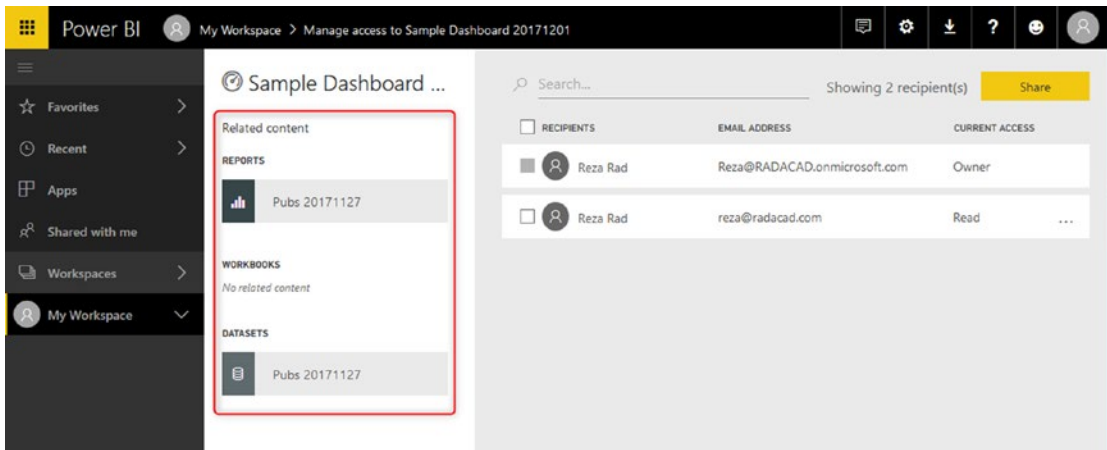 Power BI My Workspace > Manage access to Sample Dashboard 20171201 ?
Favorites
Recent
Apps
Shared with me
Workspaces
My Workspace
Sample Dashboard ...
Related content
REPORTS
Pubs 20171127
WORKBOOKS
No related content
DATASETS
Pubs 20171127
Search... Showing 2 recipient(s) Share
RECIPIENTS EMAIL ADDRESS CURRENT ACCESS
Reza Rad Reza@RADACAD.onmicrosoft.com Owner
Reza Rad reza@radacad.com Read ...